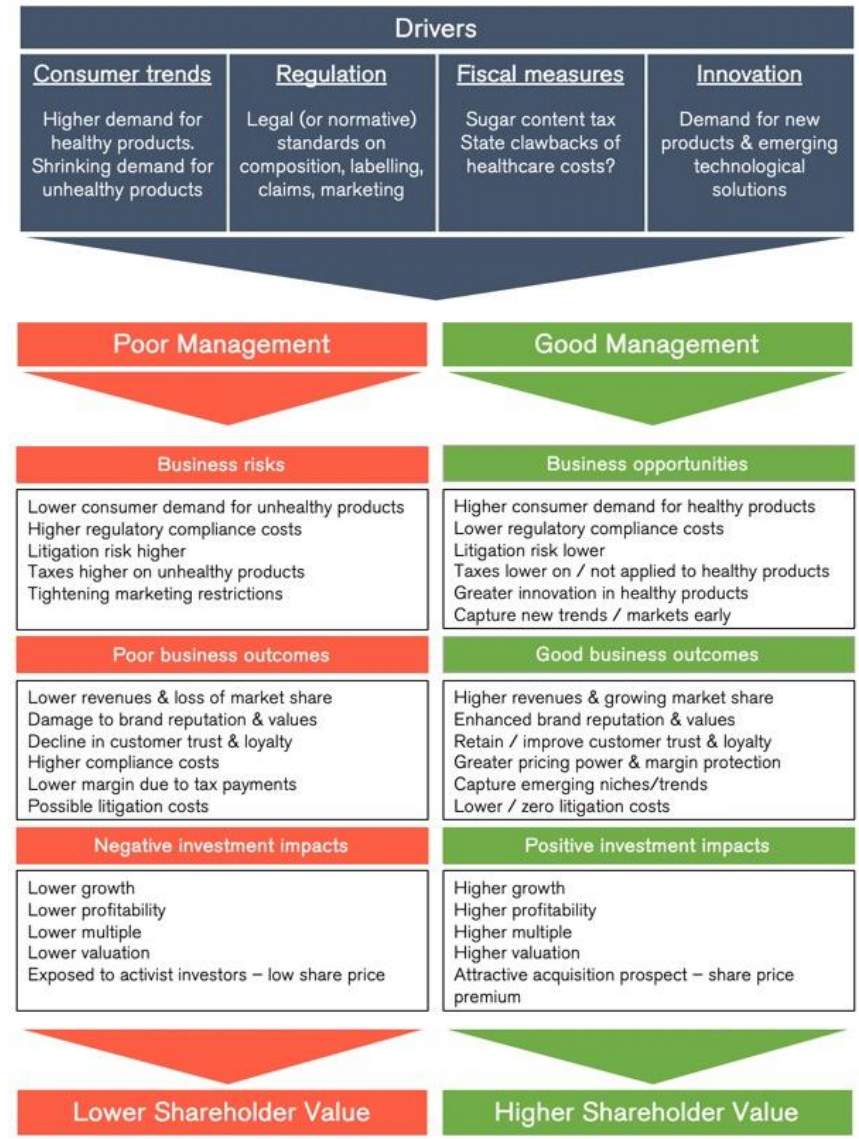 Drivers
Consumer trends
Higher demand for
healthy products.
Shrinking demand for
unhealthy products
Regulation
Legal (or normative)
standards on
composition, labelling,
claims, marketing
Fiscal measures
Sugar content tax
State clawbacks of
healthcare costs?
Innovation
Demand for new
products & emerging
technological
solutions
Poor Management
Business risks
Lower consumer demand for unhealthy products
Higher regulatory compliance costs
Litigation risk higher
Taxes higher on unhealthy products
Tightening marketing restrictions
Poor business outcomes
Lower revenues & loss of market share
Damage to brand reputation & values
Decline in customer trust & loyalty
Higher compliance costs
Lower margin due to tax payments
Possible litigation costs
Negative investment impacts
Lower growth
Lower profitability
Lower multiple
Lower valuation
Exposed to activist investors – low share price
Lower Shareholder Value
Good Management
Business opportunities
Higher consumer demand for healthy products
Lower regulatory compliance costs
Litigation risk lower
Taxes lower on / not applied to healthy products
Greater innovation in healthy products
Capture new trends / markets early
Good business outcomes
Higher revenues & growing market share
Enhanced brand reputation & values
Retain / improve customer trust & loyalty
Greater pricing power & margin protection
Capture emerging niches/trends
Lower / zero litigation costs
Positive investment impacts
Higher growth
Higher profitability
Higher multiple
Higher valuation
Attractive acquisition prospect – share price
premium
Higher Shareholder Value